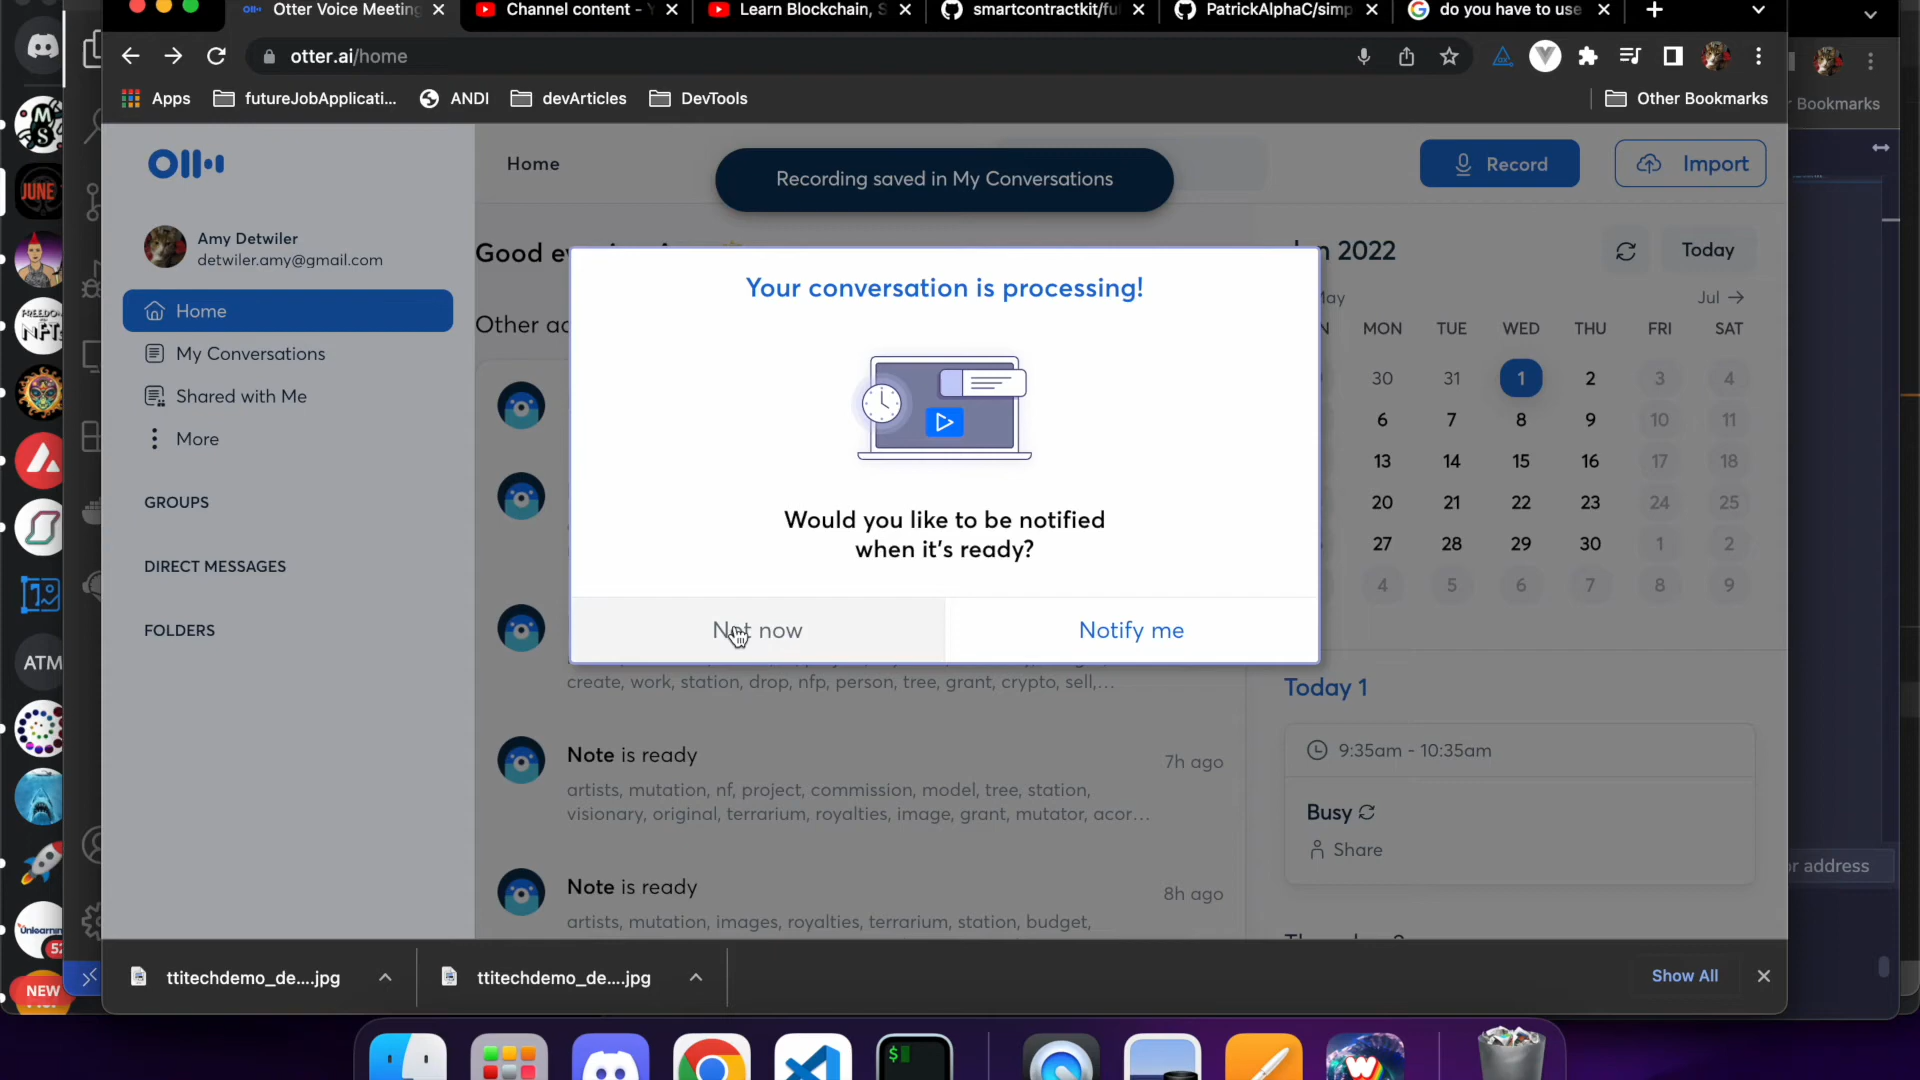 Otter Voice Meeting
Channel content -
Learn Blockchain, S
smartcontractkit/fu
PatrickAlphaC/simp
do you have to use
otter.ai/home
Apps
futureJobApplicati...
ANDI
devArticles
DevTools
Other Bookmarks
Bookmarks
Home
Recording saved in My Conversations
Record
Import
Amy Detwiler
detwiler.amy@gmail.com
Home
My Conversations
Shared with Me
More
GROUPS
DIRECT MESSAGES
FOLDERS
Good
Other
Your conversation is processing!
Would you like to be notified
when it's ready?
Not now
Notify me
create, work, station, drop, nfp, person, tree, grant, crypto, sell,...
Note is ready
7h ago
artists, mutation, nf, project, commission, model, tree, station,
visionary, original, terrarium, royalties, image, grant, mutator, acor...
Note is ready
8h ago
artists, mutation, images, royalties, terrarium, station, budget,
2022
Today
May
Jul →
MON TUE WED THU FRI SAT
30 31 1 2 3 4
6 7 8 9 10 11
13 14 15 16 17 18
20 21 22 23 24 25
27 28 29 30 1 2
4 5 6 7 8 9
Today 1
9:35am - 10:35am
Busy
Share
or address
ttitechdemo_de....jpg
ttitechdemo_de....jpg
Show All
JUNE
FREEDOM
NFT
ATM
Unlearning
52
NEW
$